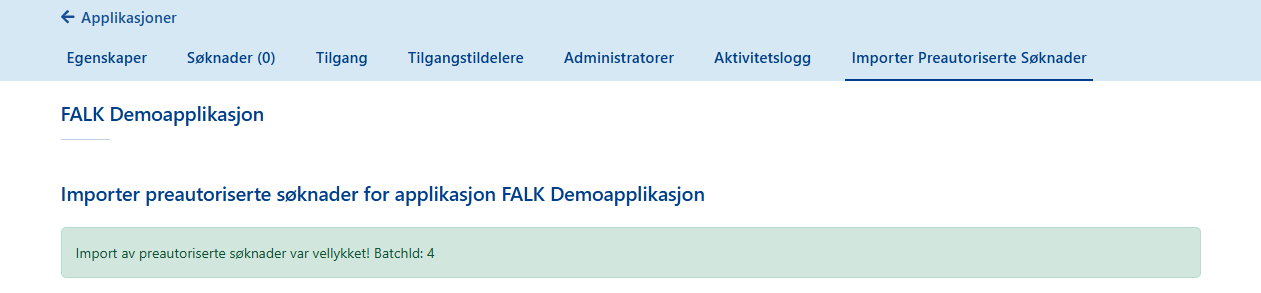 Applikasjoner
Egenskaper Søknader (0) Tilgang Tilgangstildelere Administratorer Aktivitetslogg Importer Preautoriserte Søknader
FALK Demoapplikasjon
Importer preautoriserte søknader for applikasjon FALK Demoapplikasjon
Import av preautoriserte søknader var vellykket! BatchId: 4